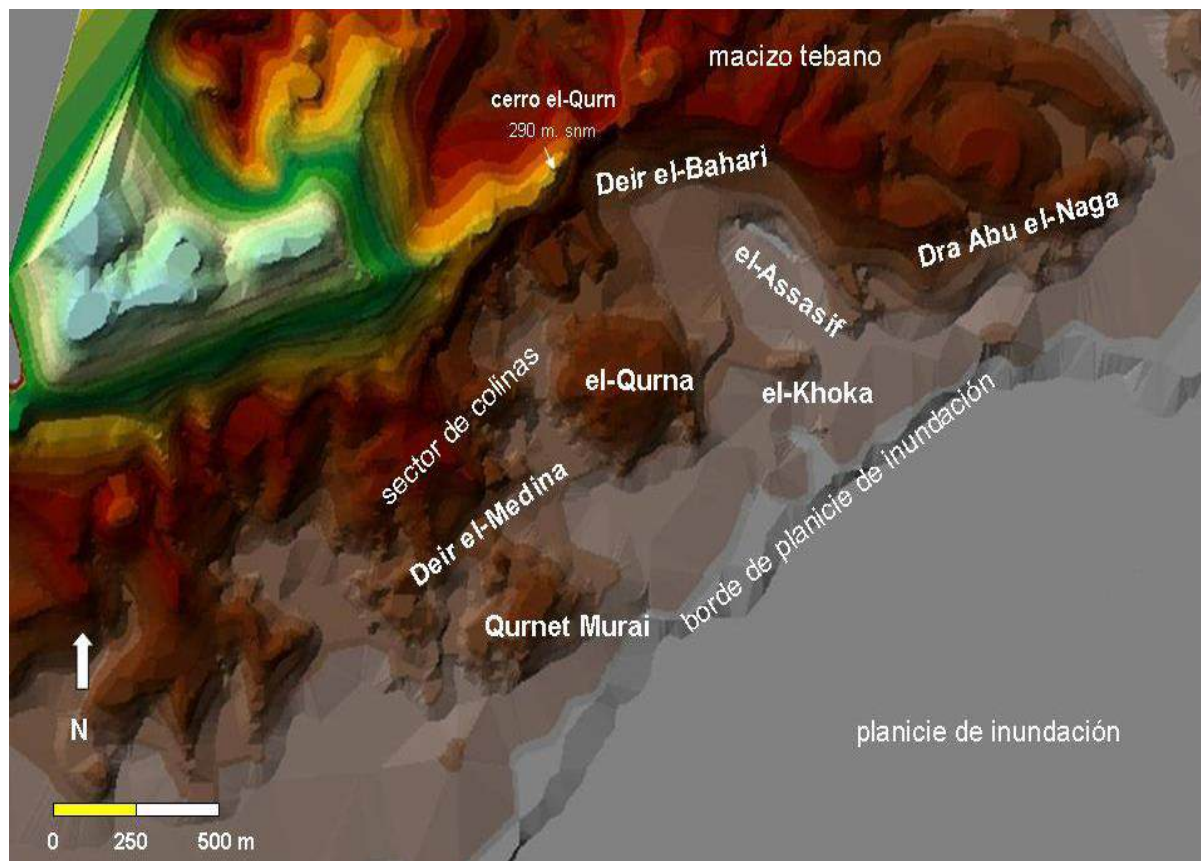 macizo tebano
cerro el-Qurn
290 m. snm
Deir el-Bahari
Dra Abu el-Naga
el-Assasif
sector de colinas
el-Qurna
el-Khoka
borde de planicie de inundación
Deir el-Medina
Qurnet Murai
N
planicie de inundación
0 250 500 m